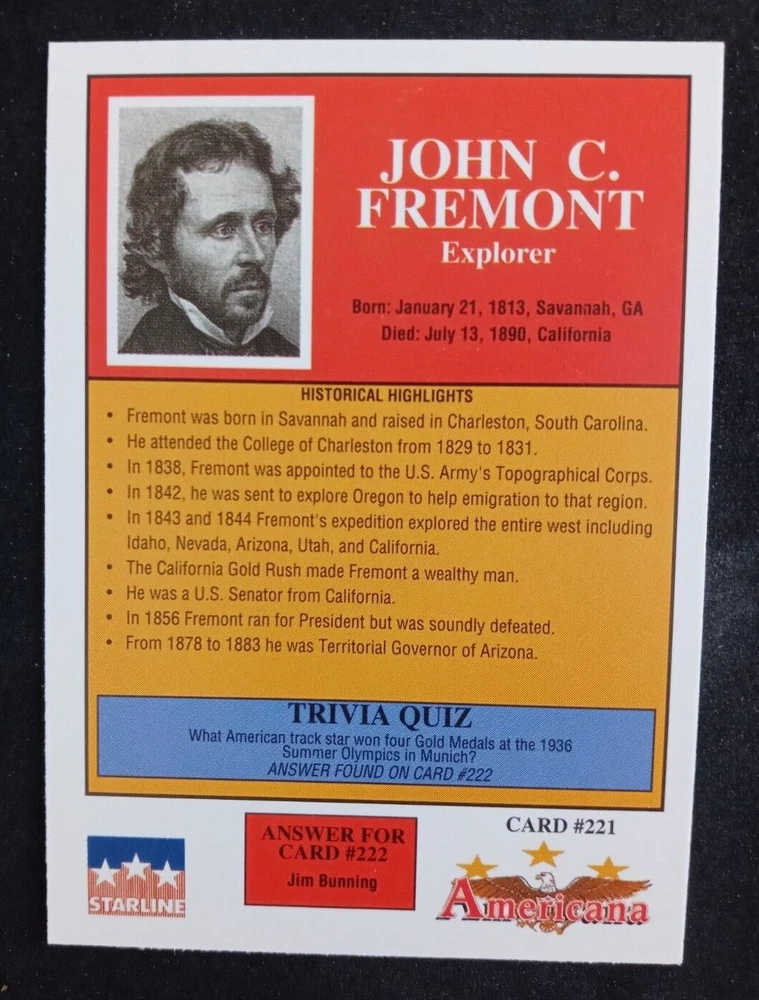 JOHN C.
FREMONT
Explorer
Born: January 21, 1813, Savannah, GA
Died: July 13, 1890, California
HISTORICAL HIGHLIGHTS
• Fremont was born in Savannah and raised in Charleston, South Carolina.
• He attended the College of Charleston from 1829 to 1831.
• In 1838, Fremont was appointed to the U.S. Army's Topographical Corps.
• In 1842, he was sent to explore Oregon to help emigration to that region.
• In 1843 and 1844 Fremont's expedition explored the entire west including
Idaho, Nevada, Arizona, Utah, and California.
• The California Gold Rush made Fremont a wealthy man.
• He was a U.S. Senator from California.
• In 1856 Fremont ran for President but was soundly defeated.
• From 1878 to 1883 he was Territorial Governor of Arizona.
TRIVIA QUIZ
What American track star won four Gold Medals at the 1936
Summer Olympics in Munich?
ANSWER FOUND ON CARD #222
STARLINE
ANSWER FOR
CARD #222
Jim Bunning
CARD #221
Americana